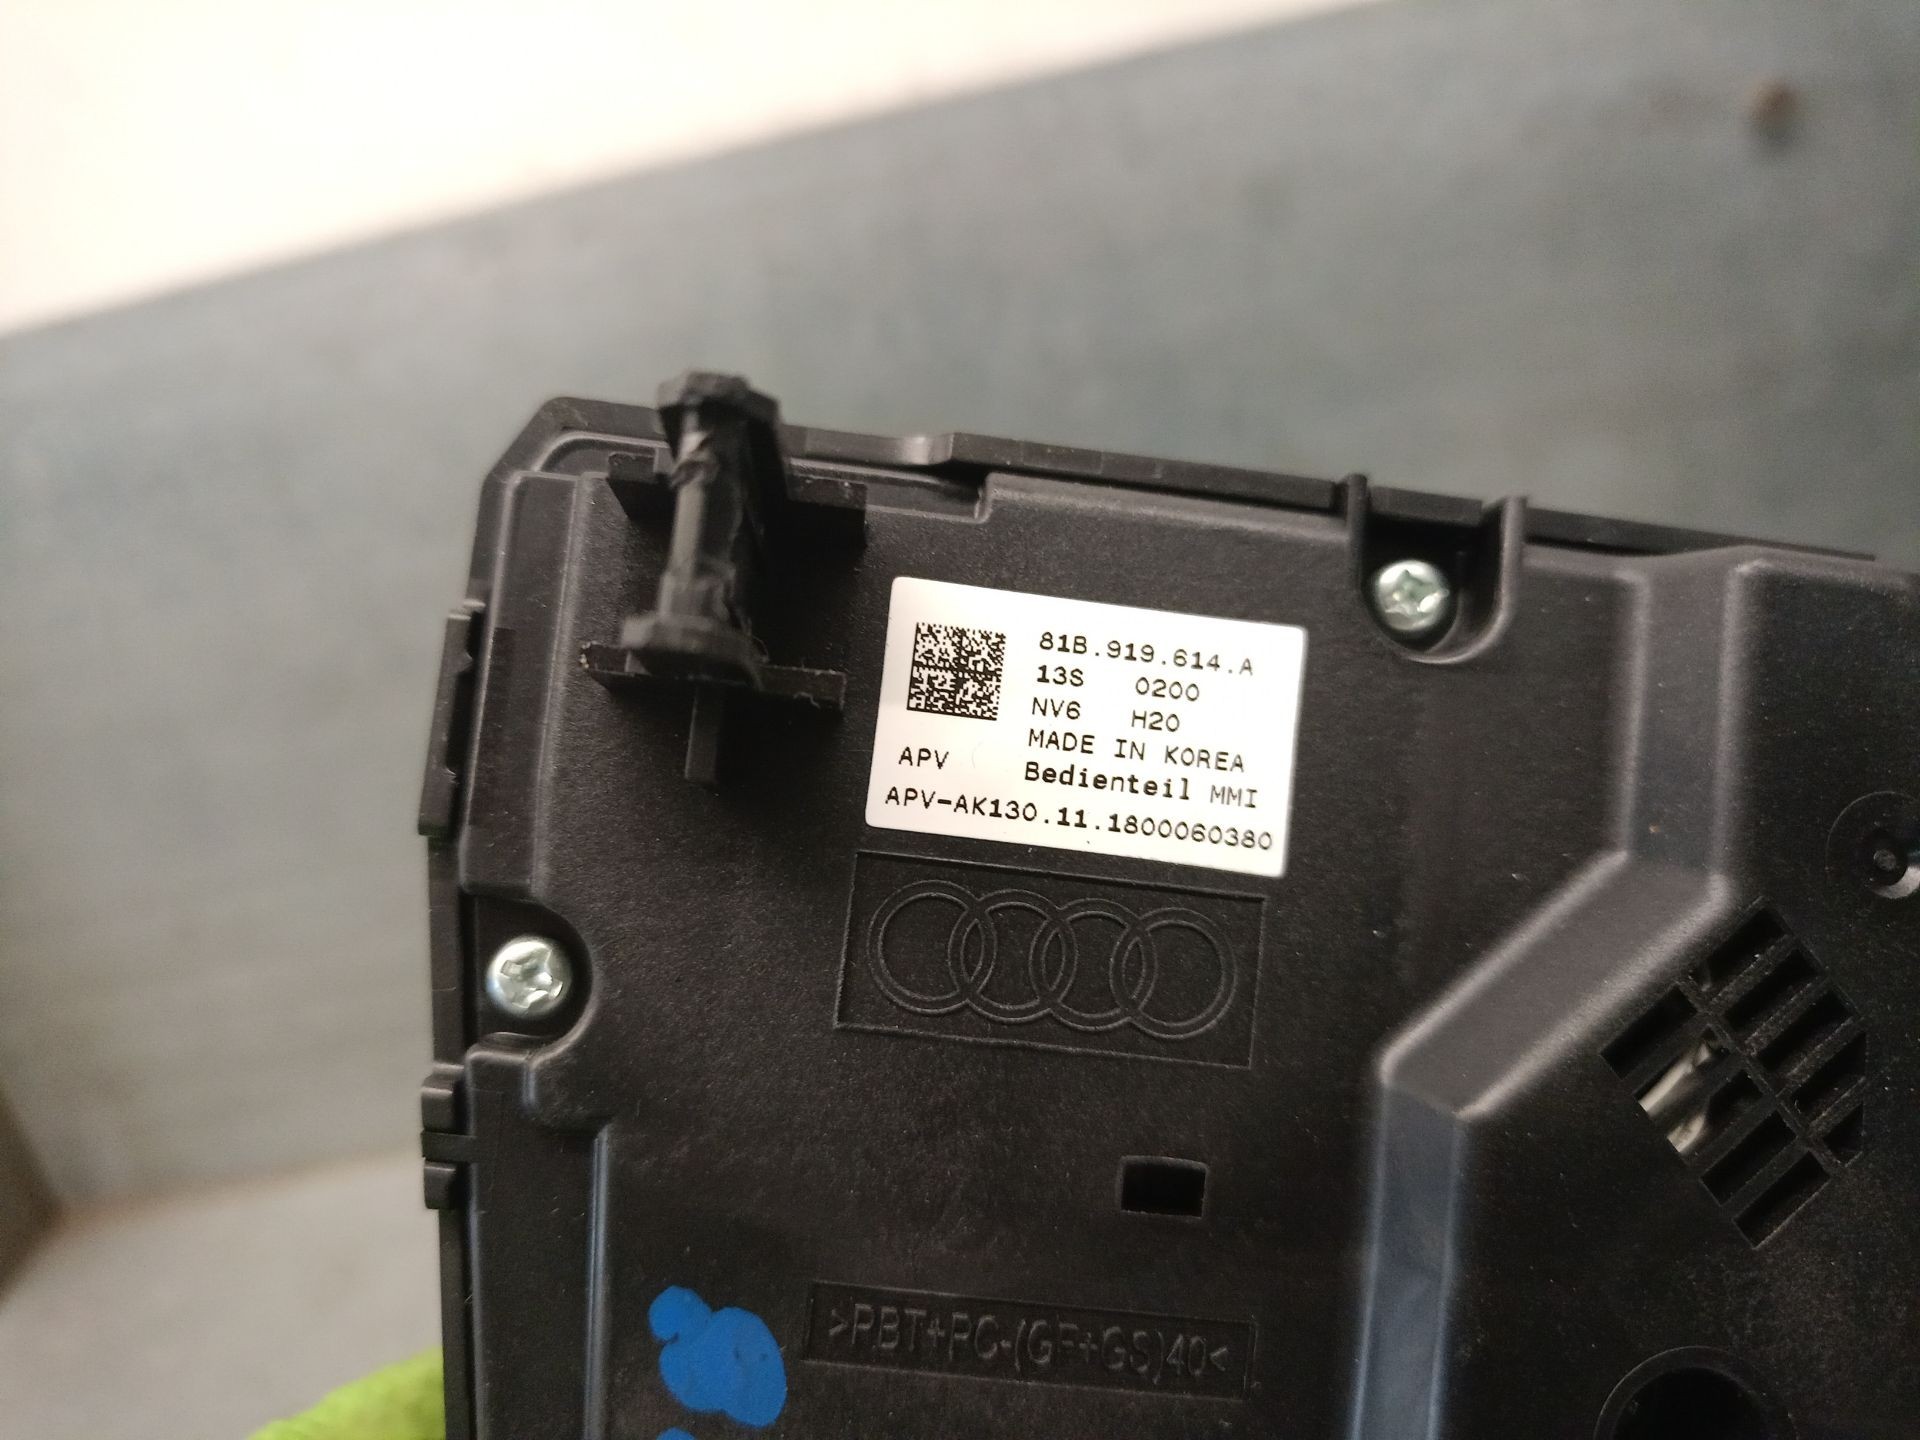 81B.919.614.A
13S 0200
NV6 H20
MADE IN KOREA
APV Bedienteil MMI
APV-AK130.11.1800060380
>PBT+PC-(GF+GS)40<